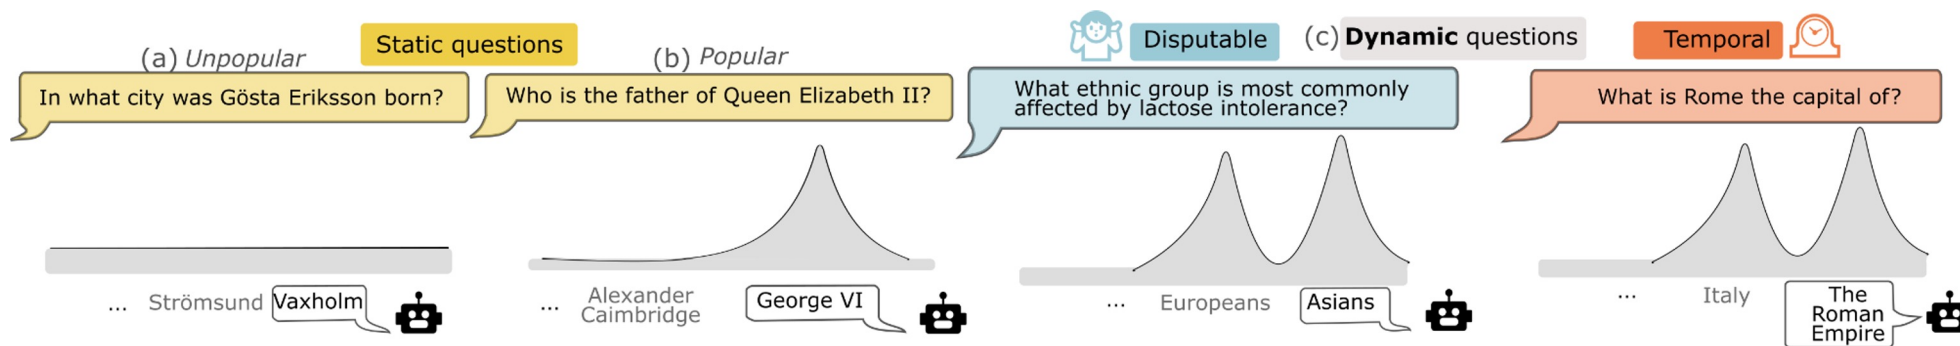 (a) Unpopular
Static questions
(b) Popular
Disputable
(c) Dynamic questions
Temporal
In what city was Gösta Eriksson born?
Who is the father of Queen Elizabeth II?
What ethnic group is most commonly
affected by lactose intolerance?
What is Rome the capital of?
... Strömsund
Vaxholm
... Alexander
Caimbridge
George VI
... Europeans
Asians
... Italy
The
Roman
Empire